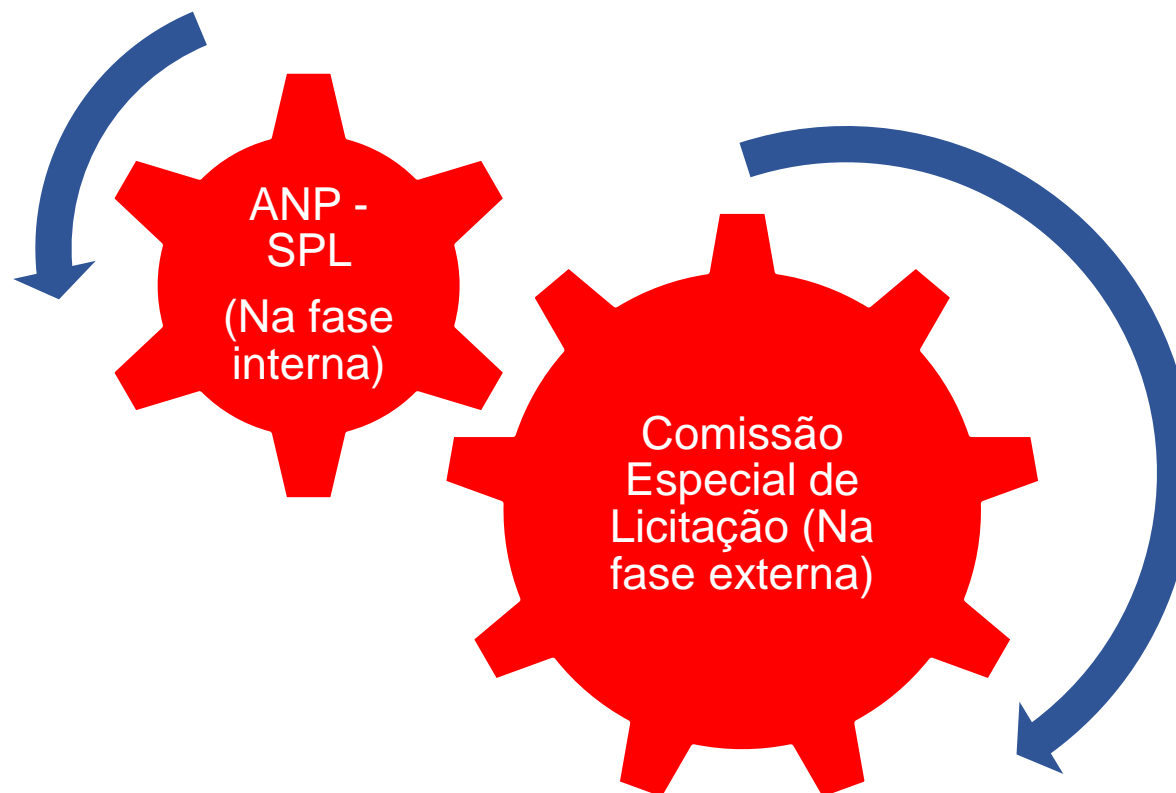 ANP -
SPL
(Na fase
interna)
Comissão
Especial de
Licitação (Na
fase externa)